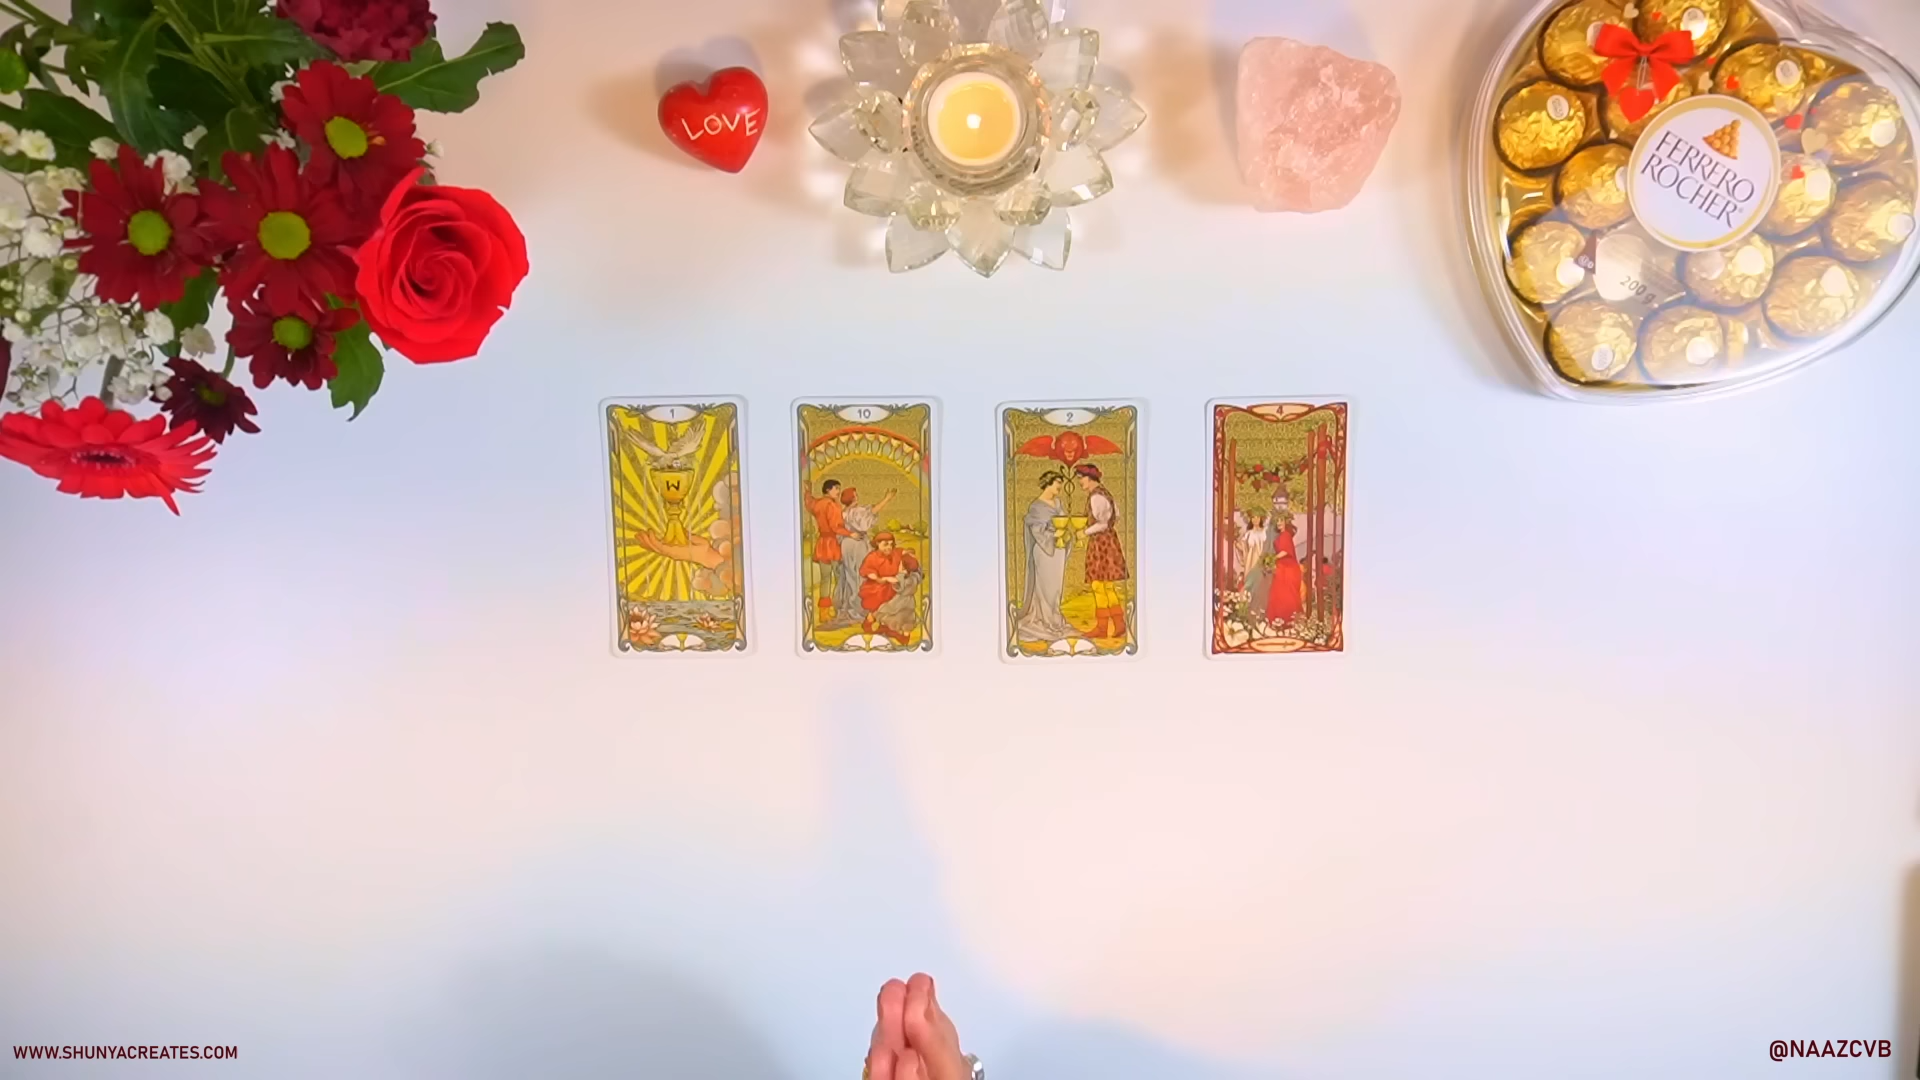 LOVE
FERRERO
ROCHER®
200 g
1
10
2
4
W
WWW.SHUNYACREATES.COM
@NAAZCVB